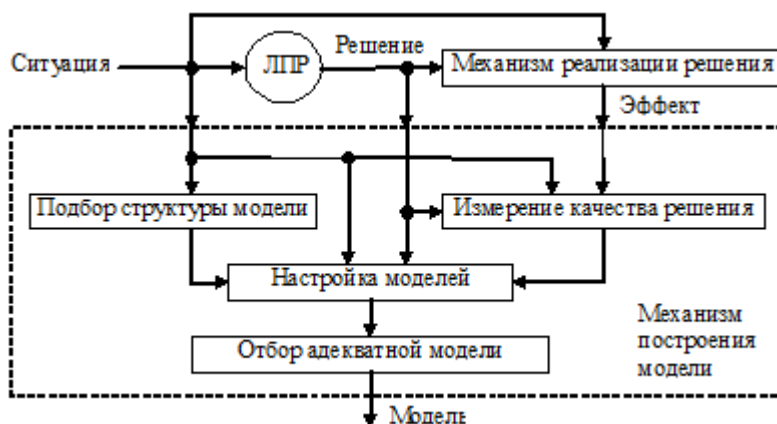 Решение
Ситуация
ЛПР
Механизм реализации решения
Эффект
Подбор структуры модели
Измерение качества решения
Настройка моделей
Механизм
построения
модели
Отбор адекватной модели
Модель